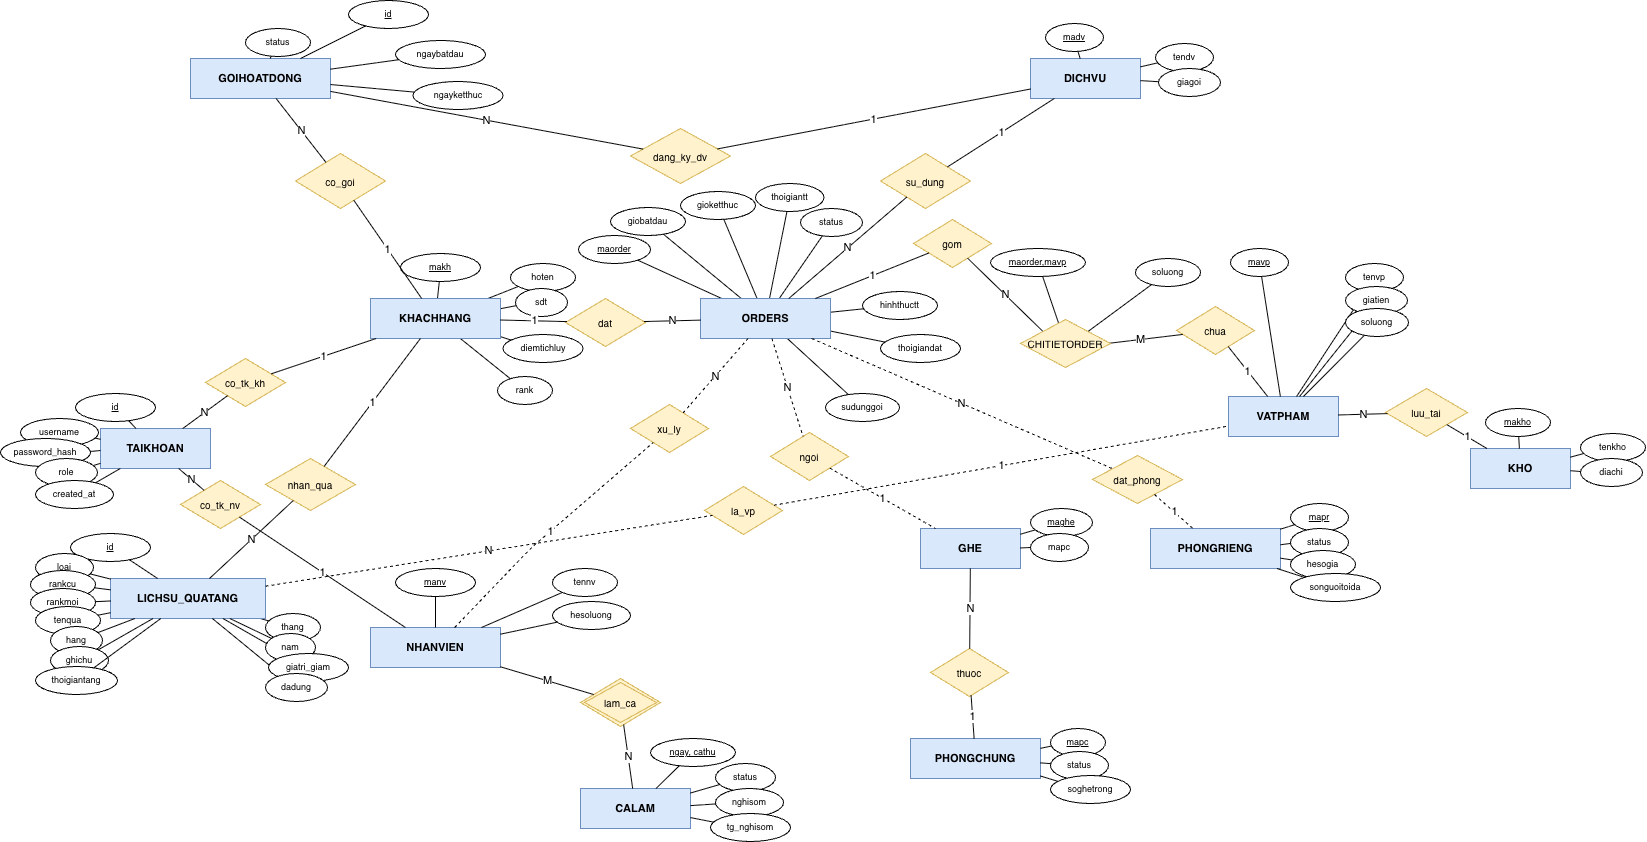 id
status
madv
GOIHOATDONG
ngaybatdau
DICHVU
tendv
giagoi
ngayketthuc
N
N
1
1
dang_ky_dv
co_goi
su_dung
thoigiantt
gioketthuc
giobatdau
status
maorder
N
gom
1
makh
hoten
sdt
1
maorder,mavp
soluong
mavp
tenvp
giatien
soluong
N
hinhthuctt
KHACHHANG
1
dat
N
ORDERS
thoigiandat
CHITIETORDER
M
chua
diemtichluy
1
co_tk_kh
rank
1
N
N
N
1
sudunggoi
VATPHAM
N
luu_tai
id
N
username
TAIKHOAN
password_hash
role
created_at
xu_ly
1
makho
tenkho
KHO
diachi
ngoi
1
N
nhan_qua
co_tk_nv
dat_phong
la_vp
1
1
mapr
status
PHONGRIENG
hesogia
songuoitoida
maghe
GHE
mapc
N
1
N
id
loai
rankcu
rankmoi
tenqua
hang
ghichu
thoigiantang
LICHSU_QUATANG
thang
nam
giatri_giam
dadung
1
manv
tennv
hesoluong
NHANVIEN
N
M
lam_ca
N
thuoc
1
ngay, cathu
CALAM
status
nghisom
tg_nghisom
PHONGCHUNG
mapc
status
soghetrong